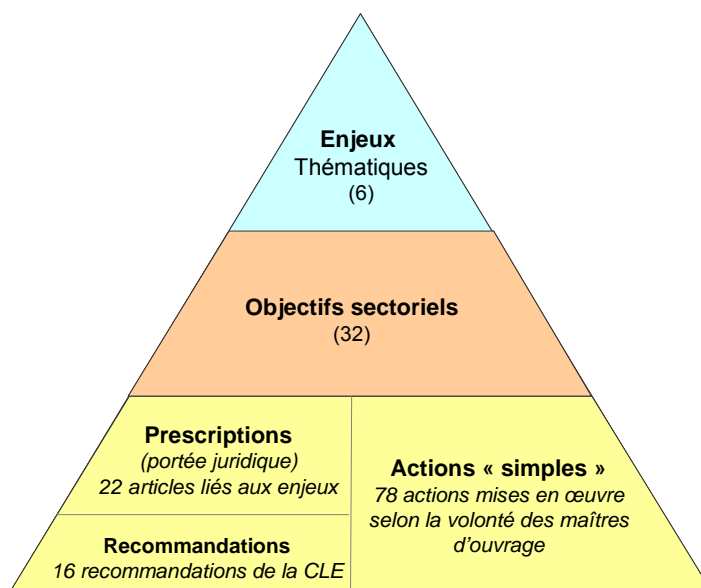 Enjeux
Thématiques
(6)
Objectifs sectoriels
(32)
Prescriptions
(portée juridique)
22 articles liés aux enjeux
Recommandations
16 recommandations de la CLE
Actions « simples »
78 actions mises en œuvre
selon la volonté des maîtres
d’ouvrage